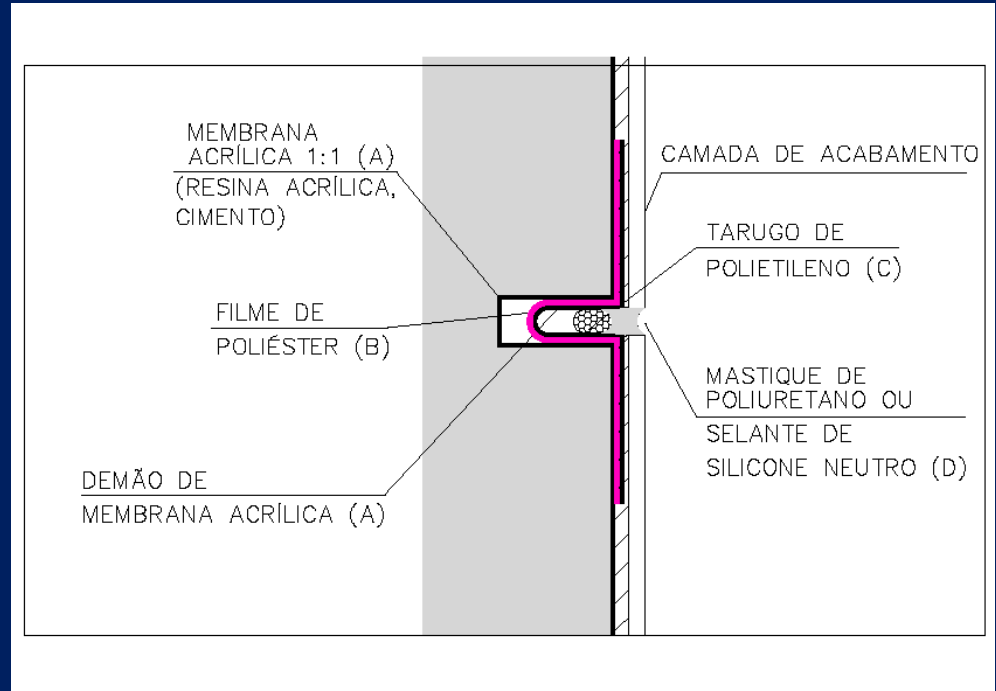 MEMBRANA
ACRÍLICA 1:1 (A)
(RESINA ACRÍLICA,
CIMENTO)
FILME DE
POLIÉSTER (B)
DEMÃO DE
MEMBRANA ACRÍLICA (A)
CAMADA DE ACABAMENTO
TARUGO DE
POLIETILENO (C)
MASTIQUE DE
POLIURETANO OU
SELANTE DE
SILICONE NEUTRO (D)